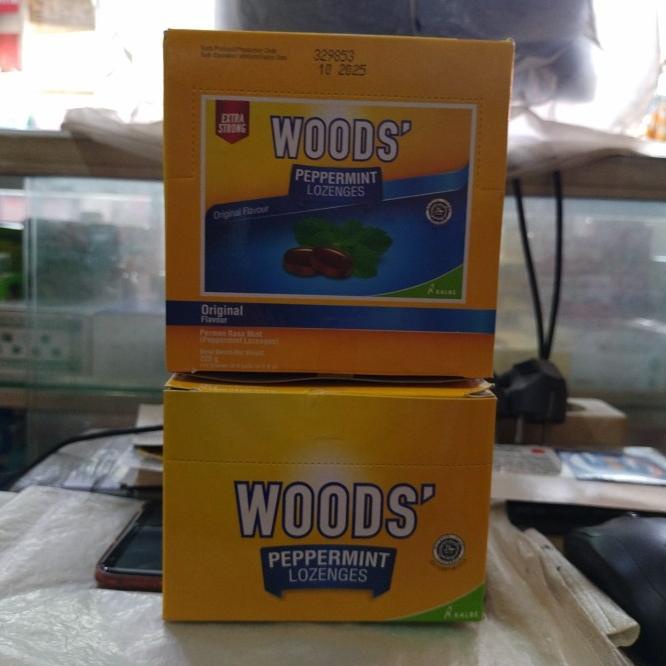 329853
10 2025
EXTRA
STRONG
WOODS'
PEPPERMINT
LOZENGES
Original Flavour
KALBE
Original
Flavour
Permen Rasa Mint
(Peppermint Lozenges)
225 g
WOODS'
PEPPERMINT
LOZENGES
KALBE